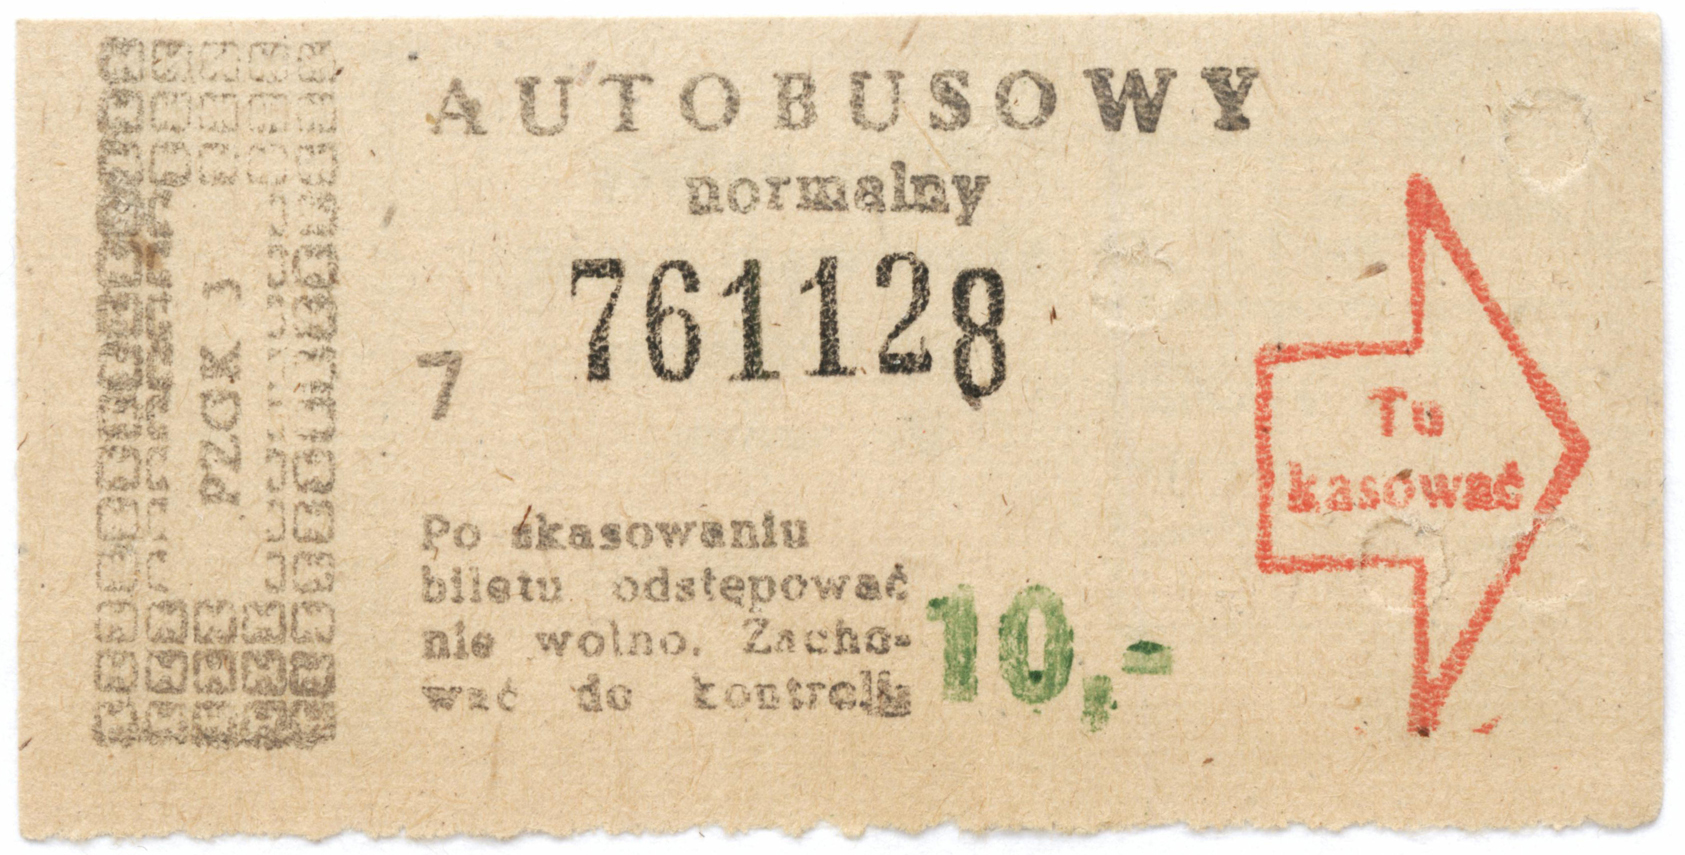 AUTOBUSOWY
normalny
761128
7
PZGK 3
Po skasowaniu
biletu odstępować
nie wolno. Zacho-
wać do kontroli
10,-
Tu
kasować